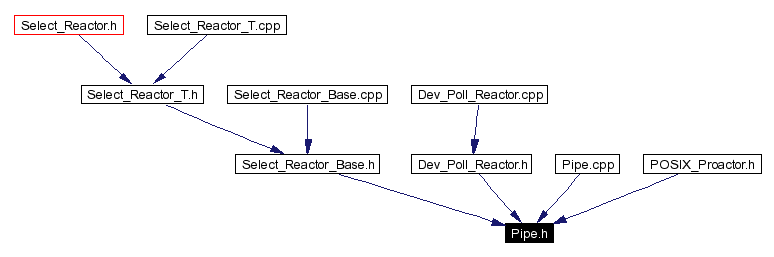 Select_Reactor.h
Select_Reactor_T.cpp
Select_Reactor_T.h
Select_Reactor_Base.cpp
Dev_Poll_Reactor.cpp
Select_Reactor_Base.h
Dev_Poll_Reactor.h
Pipe.cpp
POSIX_Proactor.h
Pipe.h